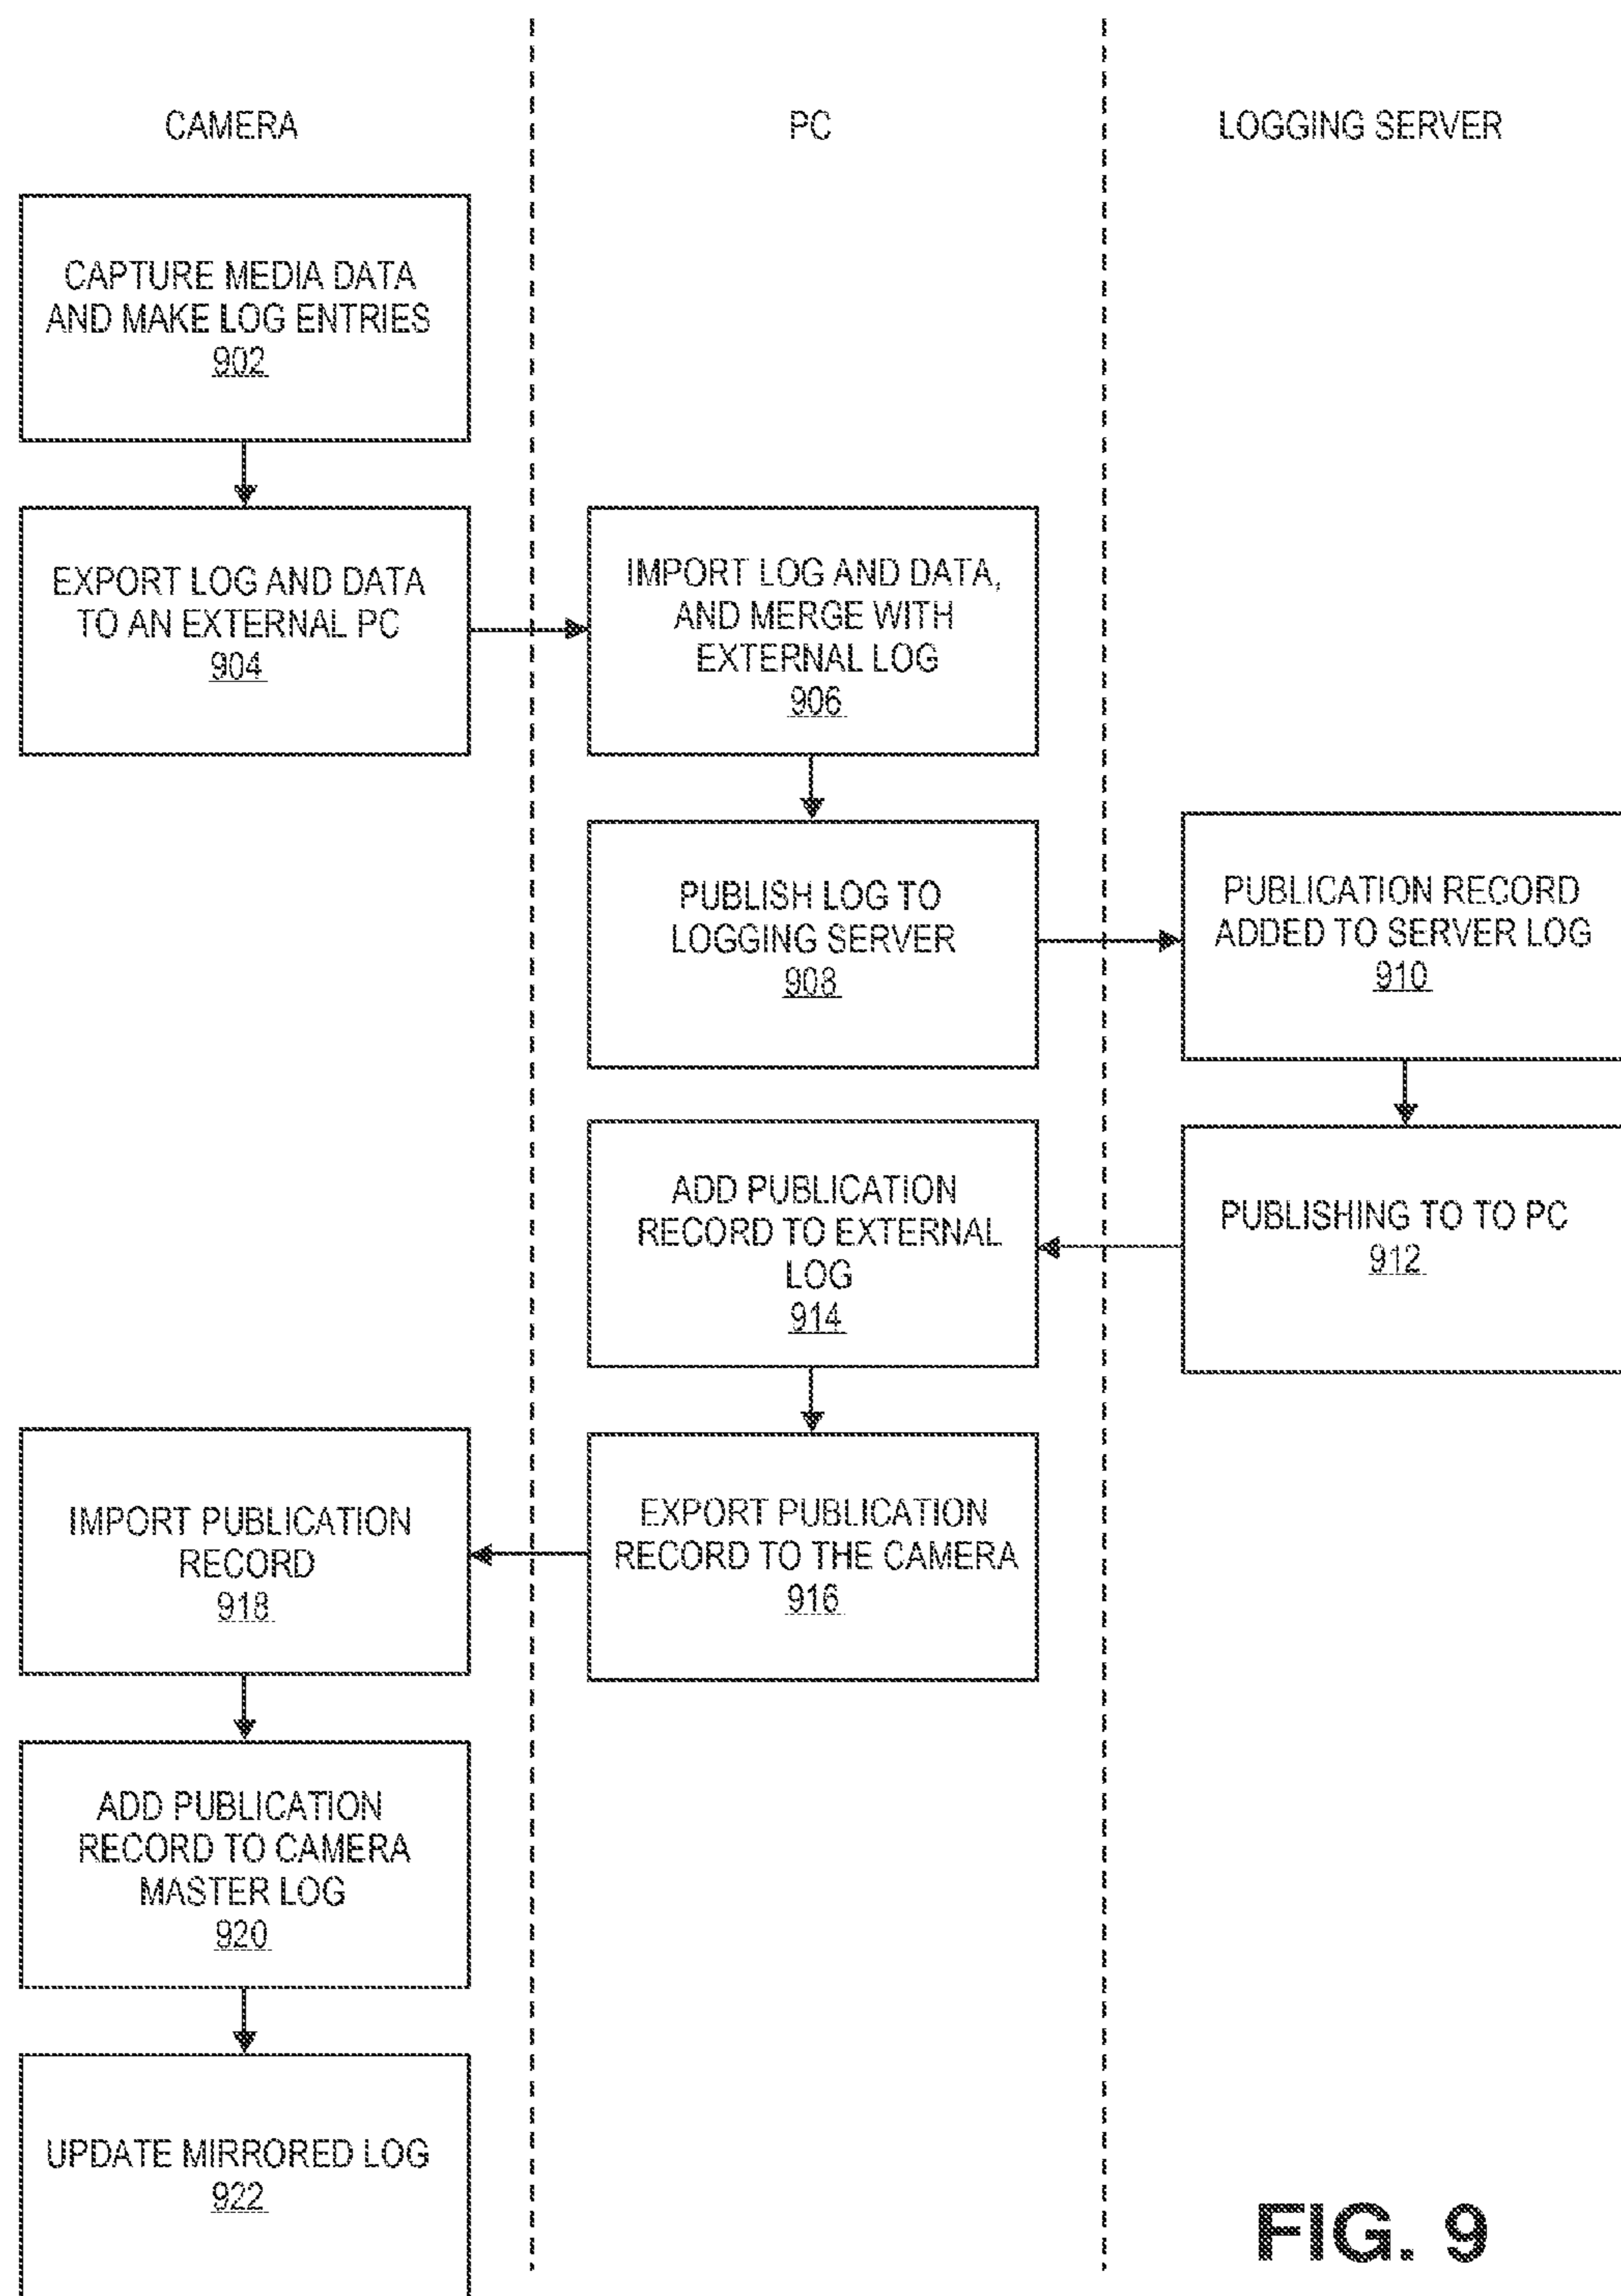 CAMERA
PC
LOGGING SERVER
CAPTURE MEDIA DATA
AND MAKE LOG ENTRIES
902
EXPORT LOG AND DATA
TO AN EXTERNAL PC
904
IMPORT LOG AND DATA,
AND MERGE WITH
EXTERNAL LOG
906
PUBLISH LOG TO
LOGGING SERVER
908
PUBLICATION RECORD
ADDED TO SERVER LOG
910
PUBLISHING TO TO PC
912
ADD PUBLICATION
RECORD TO EXTERNAL
LOG
914
EXPORT PUBLICATION
RECORD TO THE CAMERA
916
IMPORT PUBLICATION
RECORD
918
ADD PUBLICATION
RECORD TO CAMERA
MASTER LOG
920
UPDATE MIRRORED LOG
922
FIG. 9